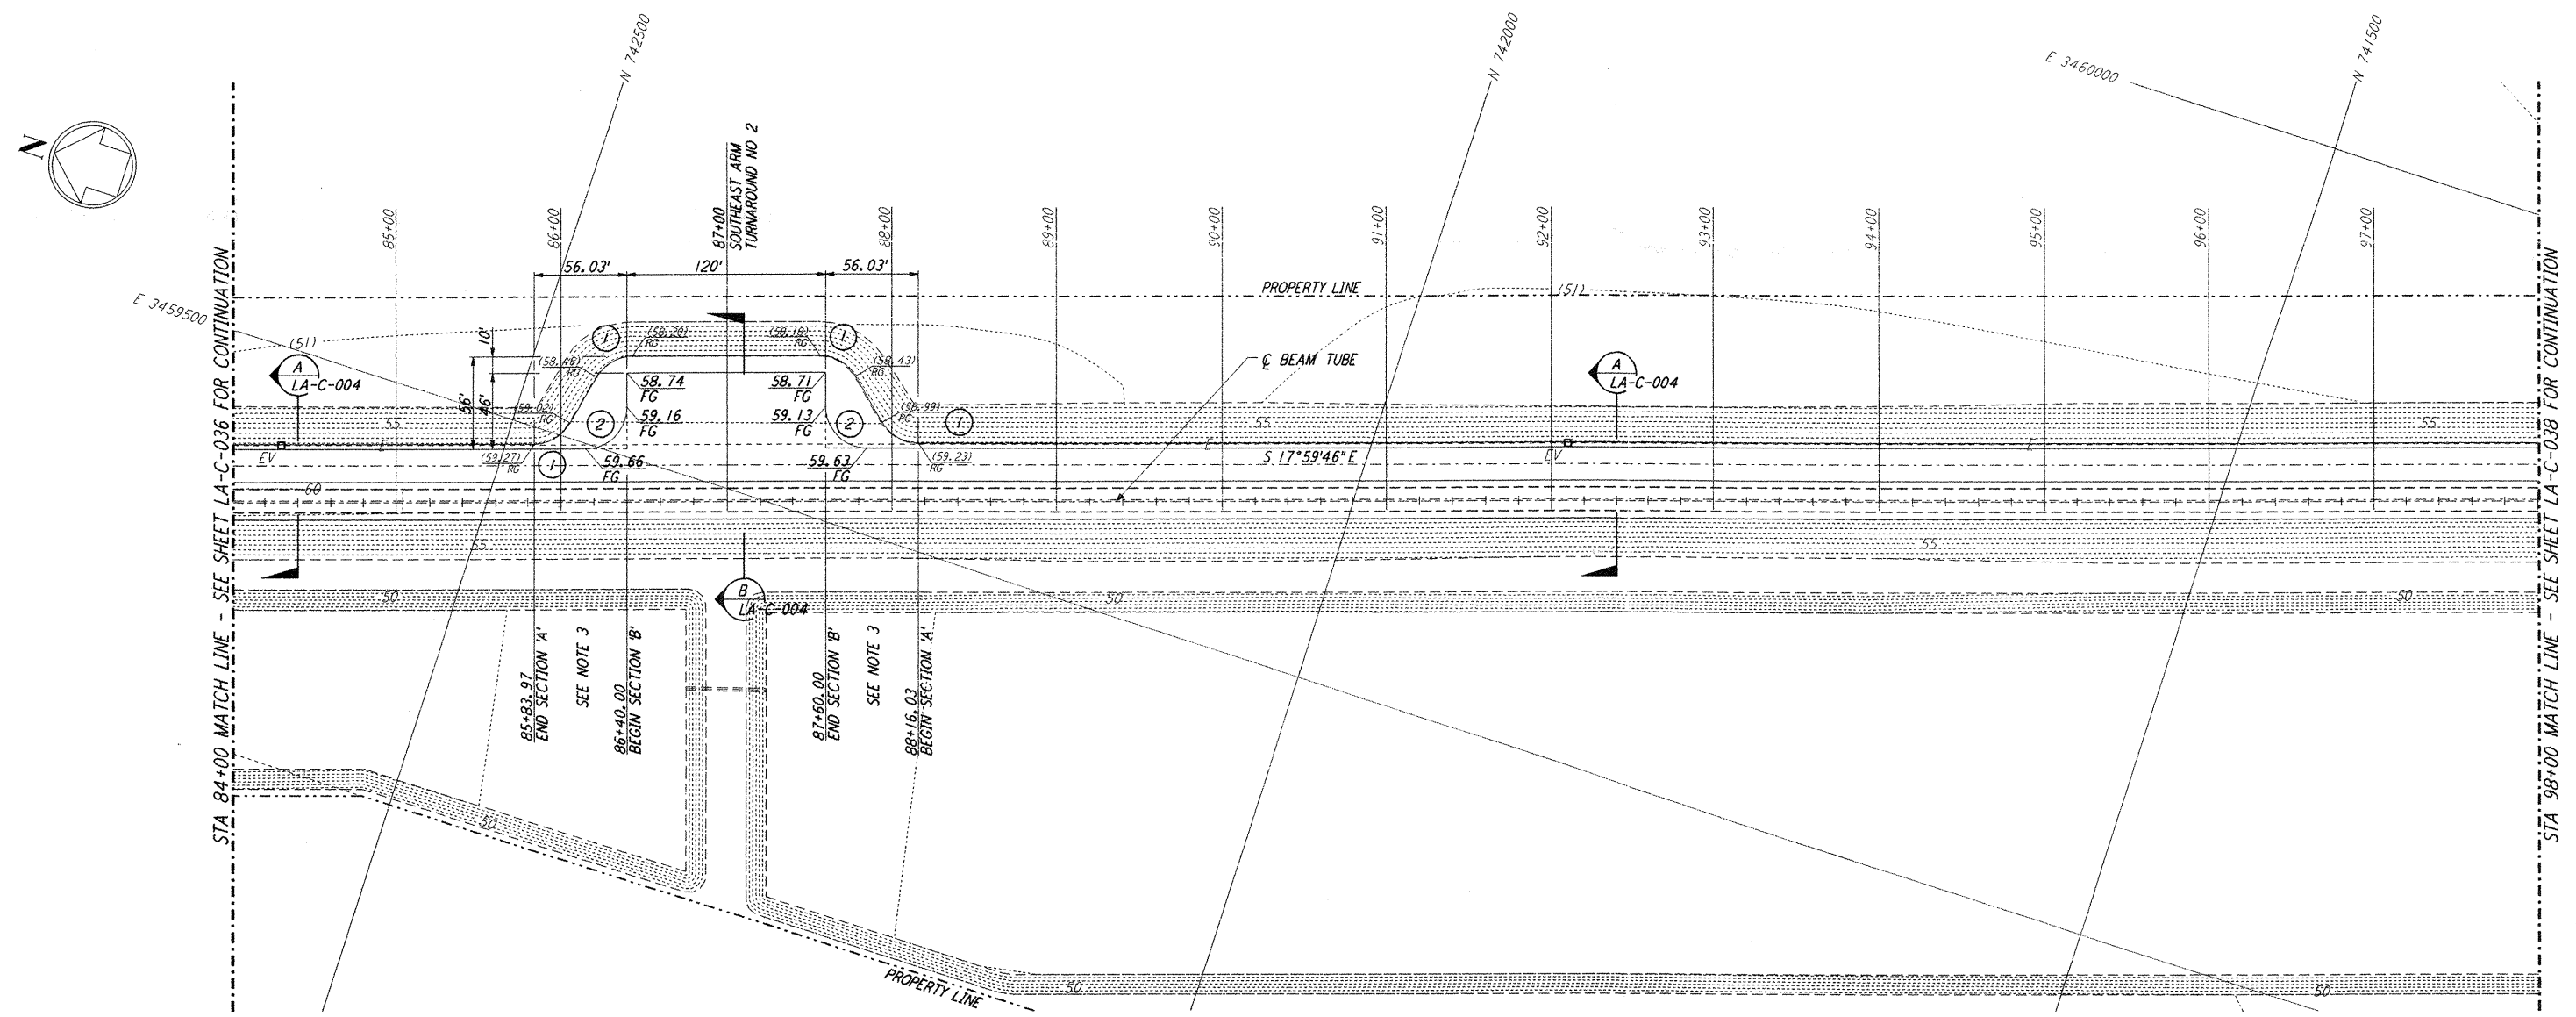 N
N 742500
N 742000
N 741500
E 3460000
E 3459500
STA 84+00 MATCH LINE - SEE SHEET LA-C-036 FOR CONTINUATION
STA 98+00 MATCH LINE - SEE SHEET LA-C-038 FOR CONTINUATION
85+00
86+00
87+00
SOUTHEAST ARM
TURNAROUND NO 2
88+00
89+00
90+00
91+00
92+00
93+00
94+00
95+00
96+00
97+00
56.03'
120'
56.03'
PROPERTY LINE
(51)
(51)
10'
56'
46'
1
(58.20)
RG
(58.18)
RG
1
(58.46)
RG
(58.43)
RG
℄ BEAM TUBE
A
LA-C-004
A
LA-C-004
58.74
FG
58.71
FG
59.16
FG
59.13
FG
2
2
1
RG
RG
55
55
55
E
E
E
EV
EV
(59.27)
RG
1
59.66
FG
59.63
FG
(59.23)
RG
S 17°59'46" E
60
55
55
50
50
50
B
LA-C-004
85+83.97
END SECTION 'A'
SEE NOTE 3
86+40.00
BEGIN SECTION 'B'
87+60.00
END SECTION 'B'
SEE NOTE 3
88+16.03
BEGIN SECTION 'A'
50
PROPERTY LINE
50
50